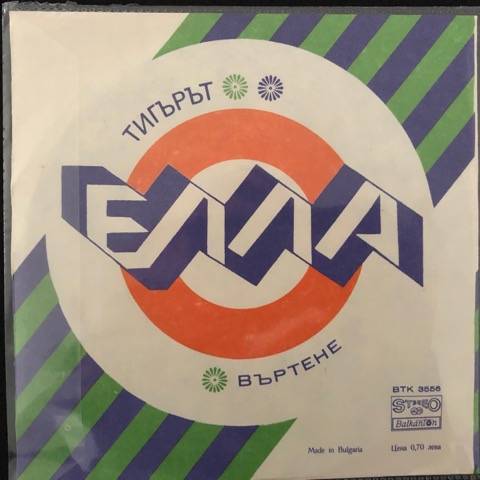 ТИГЪРЪТ
ЕЛЛА
ВЪРТЕНЕ
ВТК 3556
STEREO
Balkanton
Made in Bulgaria
Цена 0,70 лева